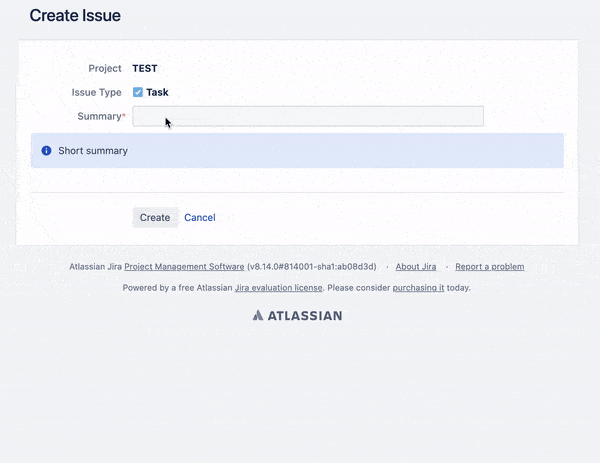 Create Issue
Project TEST
Issue Type Task
Summary*
Short summary
Create Cancel
Atlassian Jira Project Management Software (v8.14.0#814001-sha1:ab08d3d) · About Jira · Report a problem
Powered by a free Atlassian Jira evaluation license. Please consider purchasing it today.
ATLASSIAN